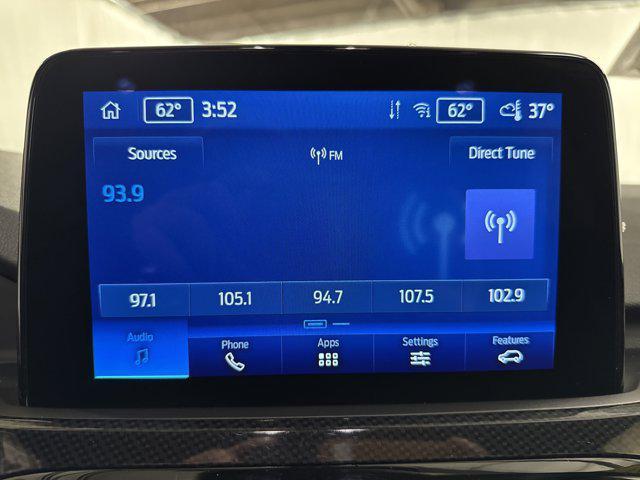 62° 3:52 62° 37°
Sources FM Direct Tune
93.9
97.1 105.1 94.7 107.5 102.9
Audio Phone Apps Settings Features